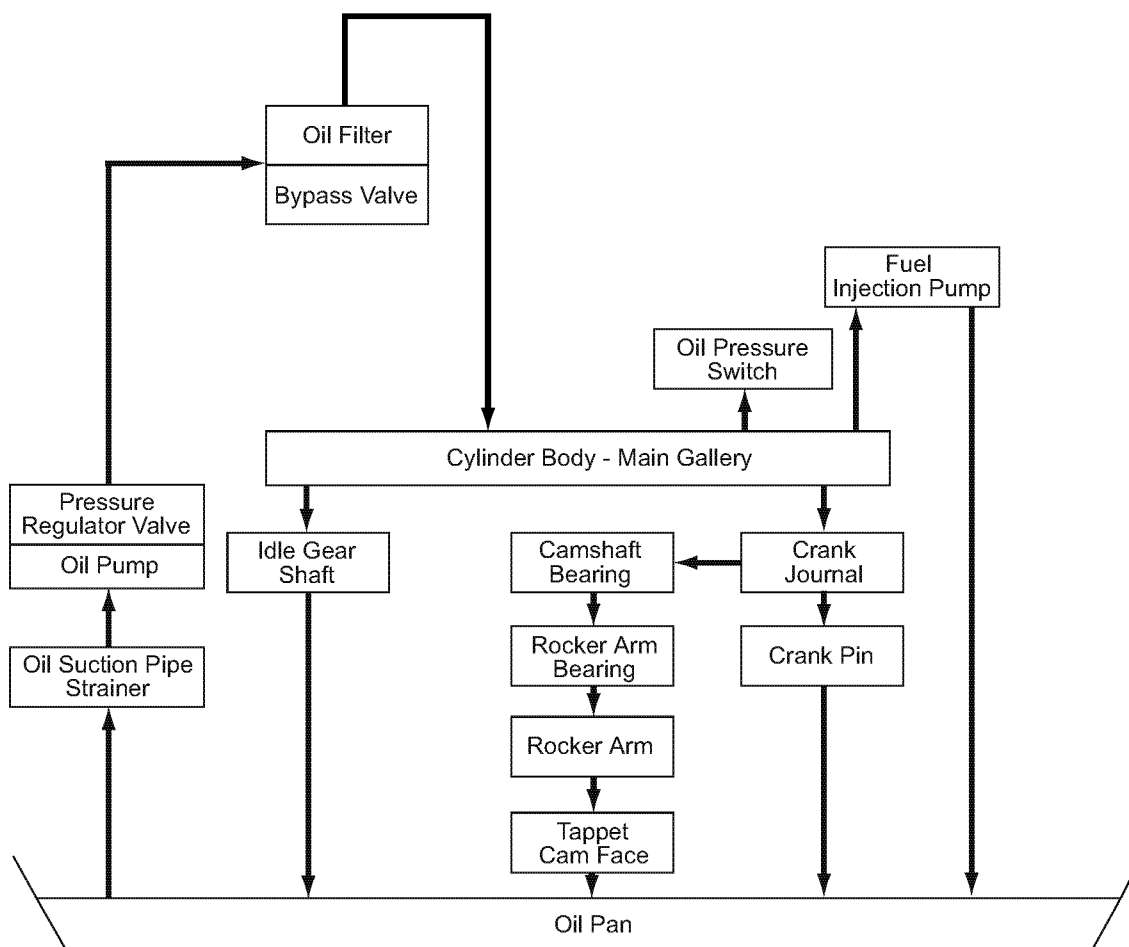 Oil Filter
Bypass Valve
Fuel
Injection Pump
Oil Pressure
Switch
Cylinder Body - Main Gallery
Pressure
Regulator Valve
Oil Pump
Idle Gear
Shaft
Camshaft
Bearing
Crank
Journal
Oil Suction Pipe
Strainer
Rocker Arm
Bearing
Crank Pin
Rocker Arm
Tappet
Cam Face
Oil Pan